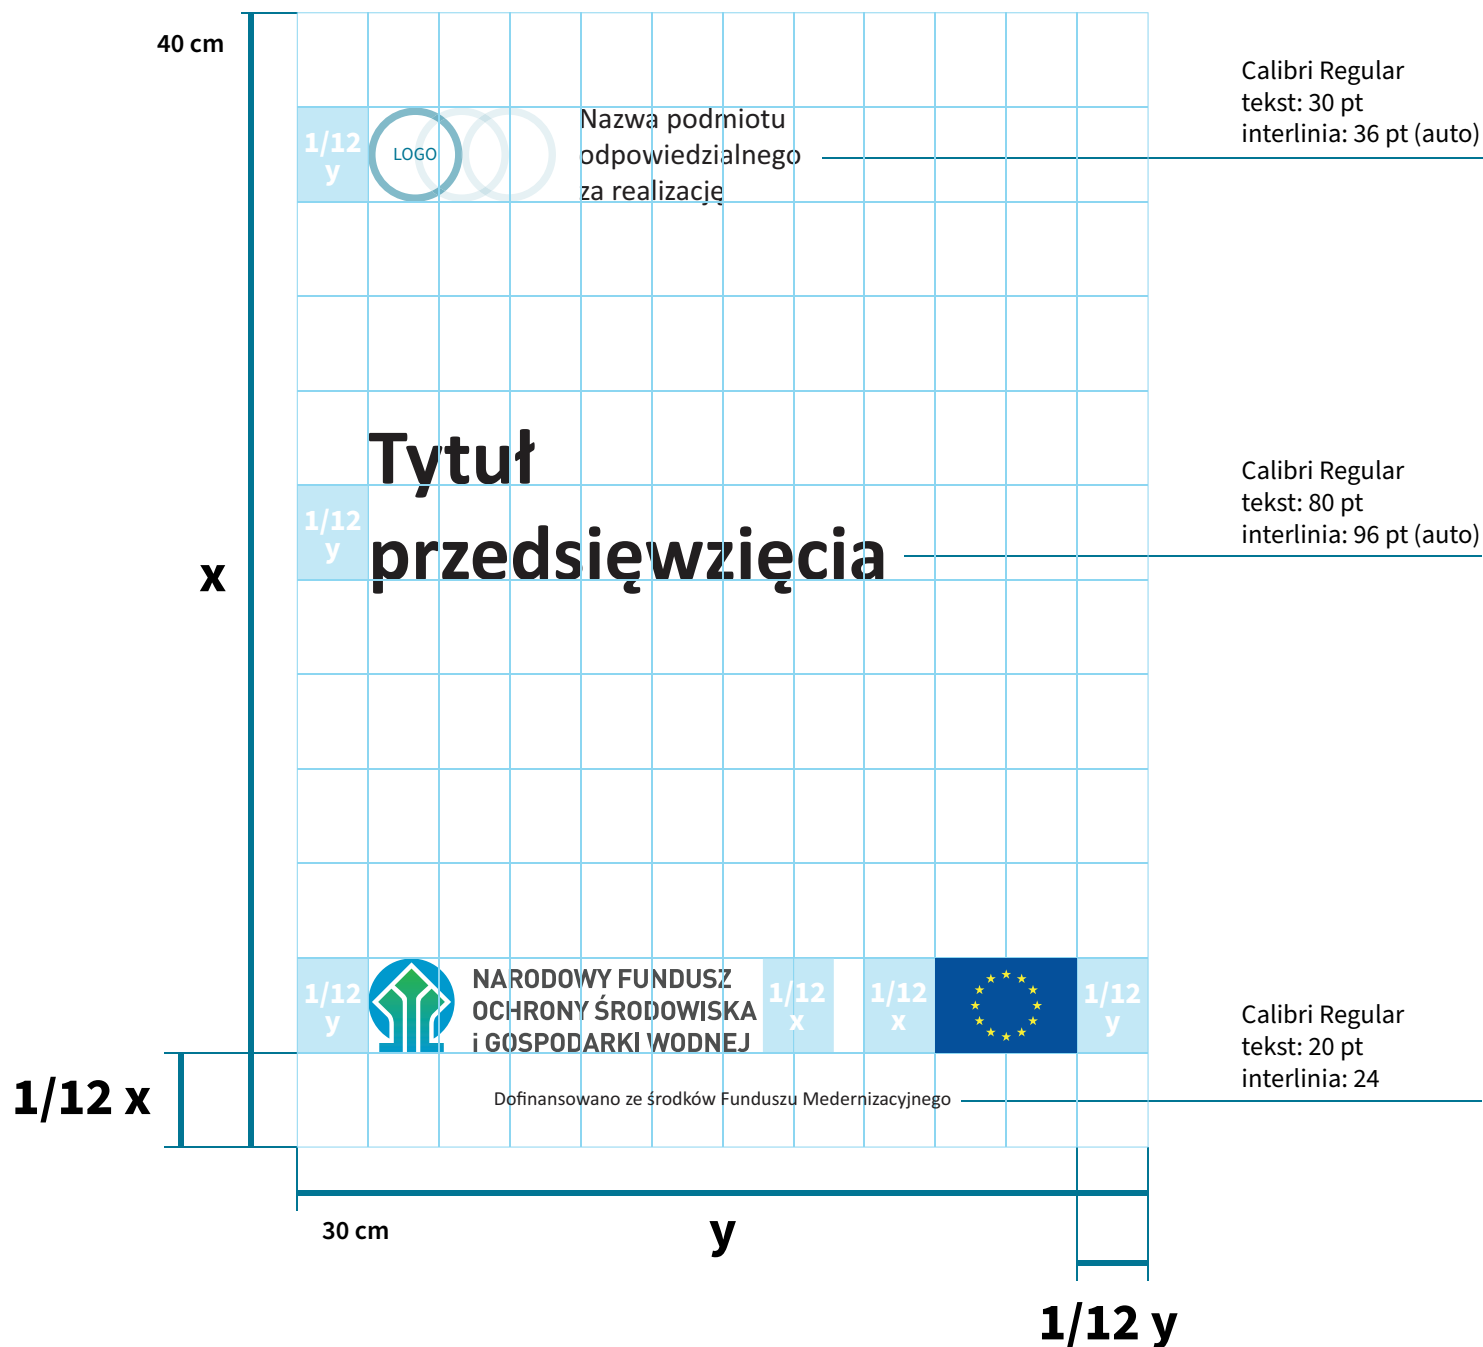 40 cm
Calibri Regular
tekst: 30 pt
interlinia: 36 pt (auto)
1/12
y
LOGO
Nazwa podmiotu
odpowiedzialnego
za realizację
Tytuł
przedsięwzięcia
1/12
y
Calibri Regular
tekst: 80 pt
interlinia: 96 pt (auto)
x
1/12
y
NARODOWY FUNDUSZ
OCHRONY ŚRODOWISKA
i GOSPODARKI WODNEJ
1/12
x
1/12
x
1/12
y
Calibri Regular
tekst: 20 pt
interlinia: 24
1/12 x
Dofinansowano ze środków Funduszu Medernizacyjnego
30 cm
y
1/12 y